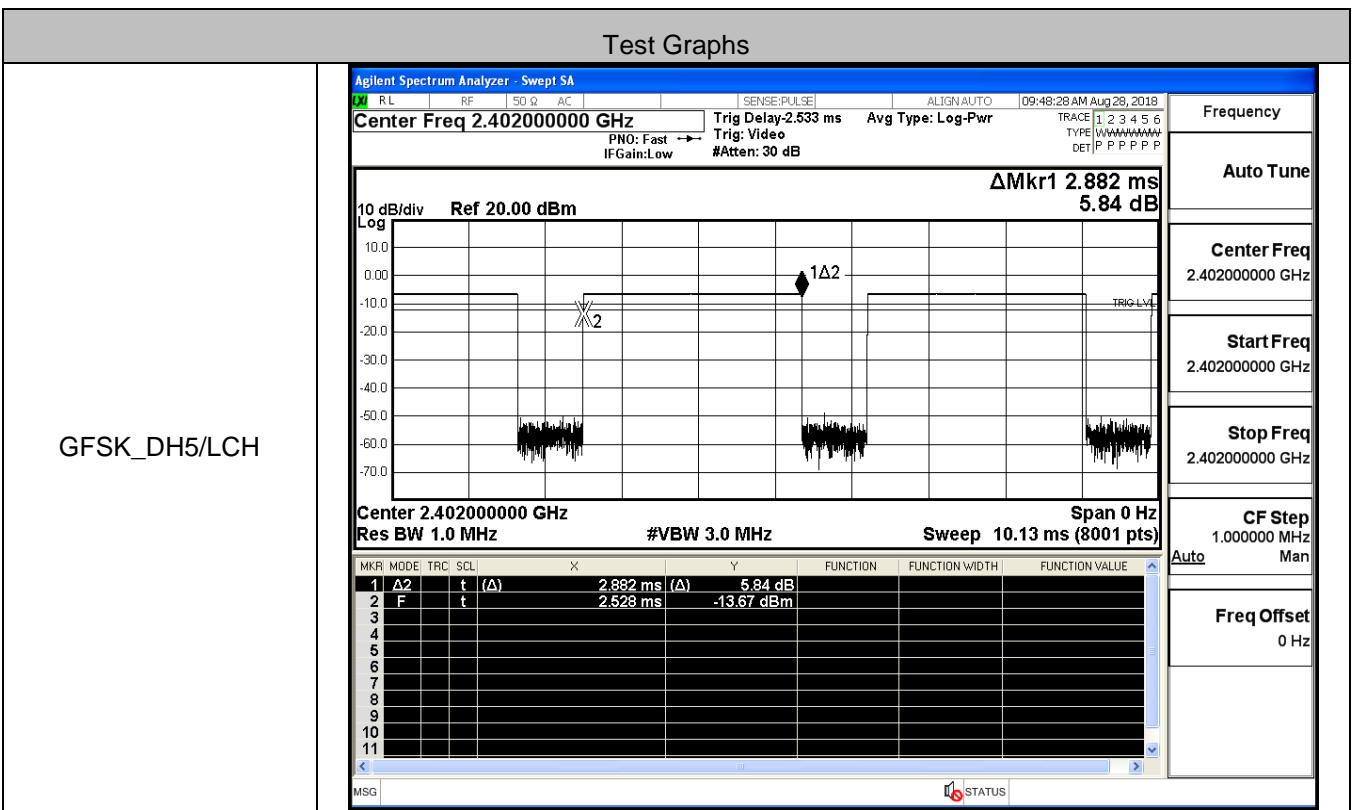 Test Graphs
GFSK_DH5/LCH
Agilent Spectrum Analyzer - Swept SA
LXI RL RF 50 Ω AC SENSE:PULSE ALIGN AUTO 09:48:28 AM Aug 28, 2018
Center Freq 2.402000000 GHz
PNO: Fast
IFGain:Low
Trig Delay-2.533 ms
Trig: Video
#Atten: 30 dB
Avg Type: Log-Pwr
TRACE 1 2 3 4 5 6
TYPE
DET P P P P P P
ΔMkr1 2.882 ms
5.84 dB
10 dB/div Ref 20.00 dBm
Log
10.0
0.00
-10.0
-20.0
-30.0
-40.0
-50.0
-60.0
-70.0
1Δ2
2
TRIG LVL
Center 2.402000000 GHz Span 0 Hz
Res BW 1.0 MHz #VBW 3.0 MHz Sweep 10.13 ms (8001 pts)
MKR MODE TRC SCL X Y FUNCTION FUNCTION WIDTH FUNCTION VALUE
1 Δ2 t (Δ) 2.882 ms (Δ) 5.84 dB
2 F t 2.528 ms -13.67 dBm
3
4
5
6
7
8
9
10
11
MSG STATUS
Frequency
Auto Tune
Center Freq
2.402000000 GHz
Start Freq
2.402000000 GHz
Stop Freq
2.402000000 GHz
CF Step
1.000000 MHz
Auto Man
Freq Offset
0 Hz